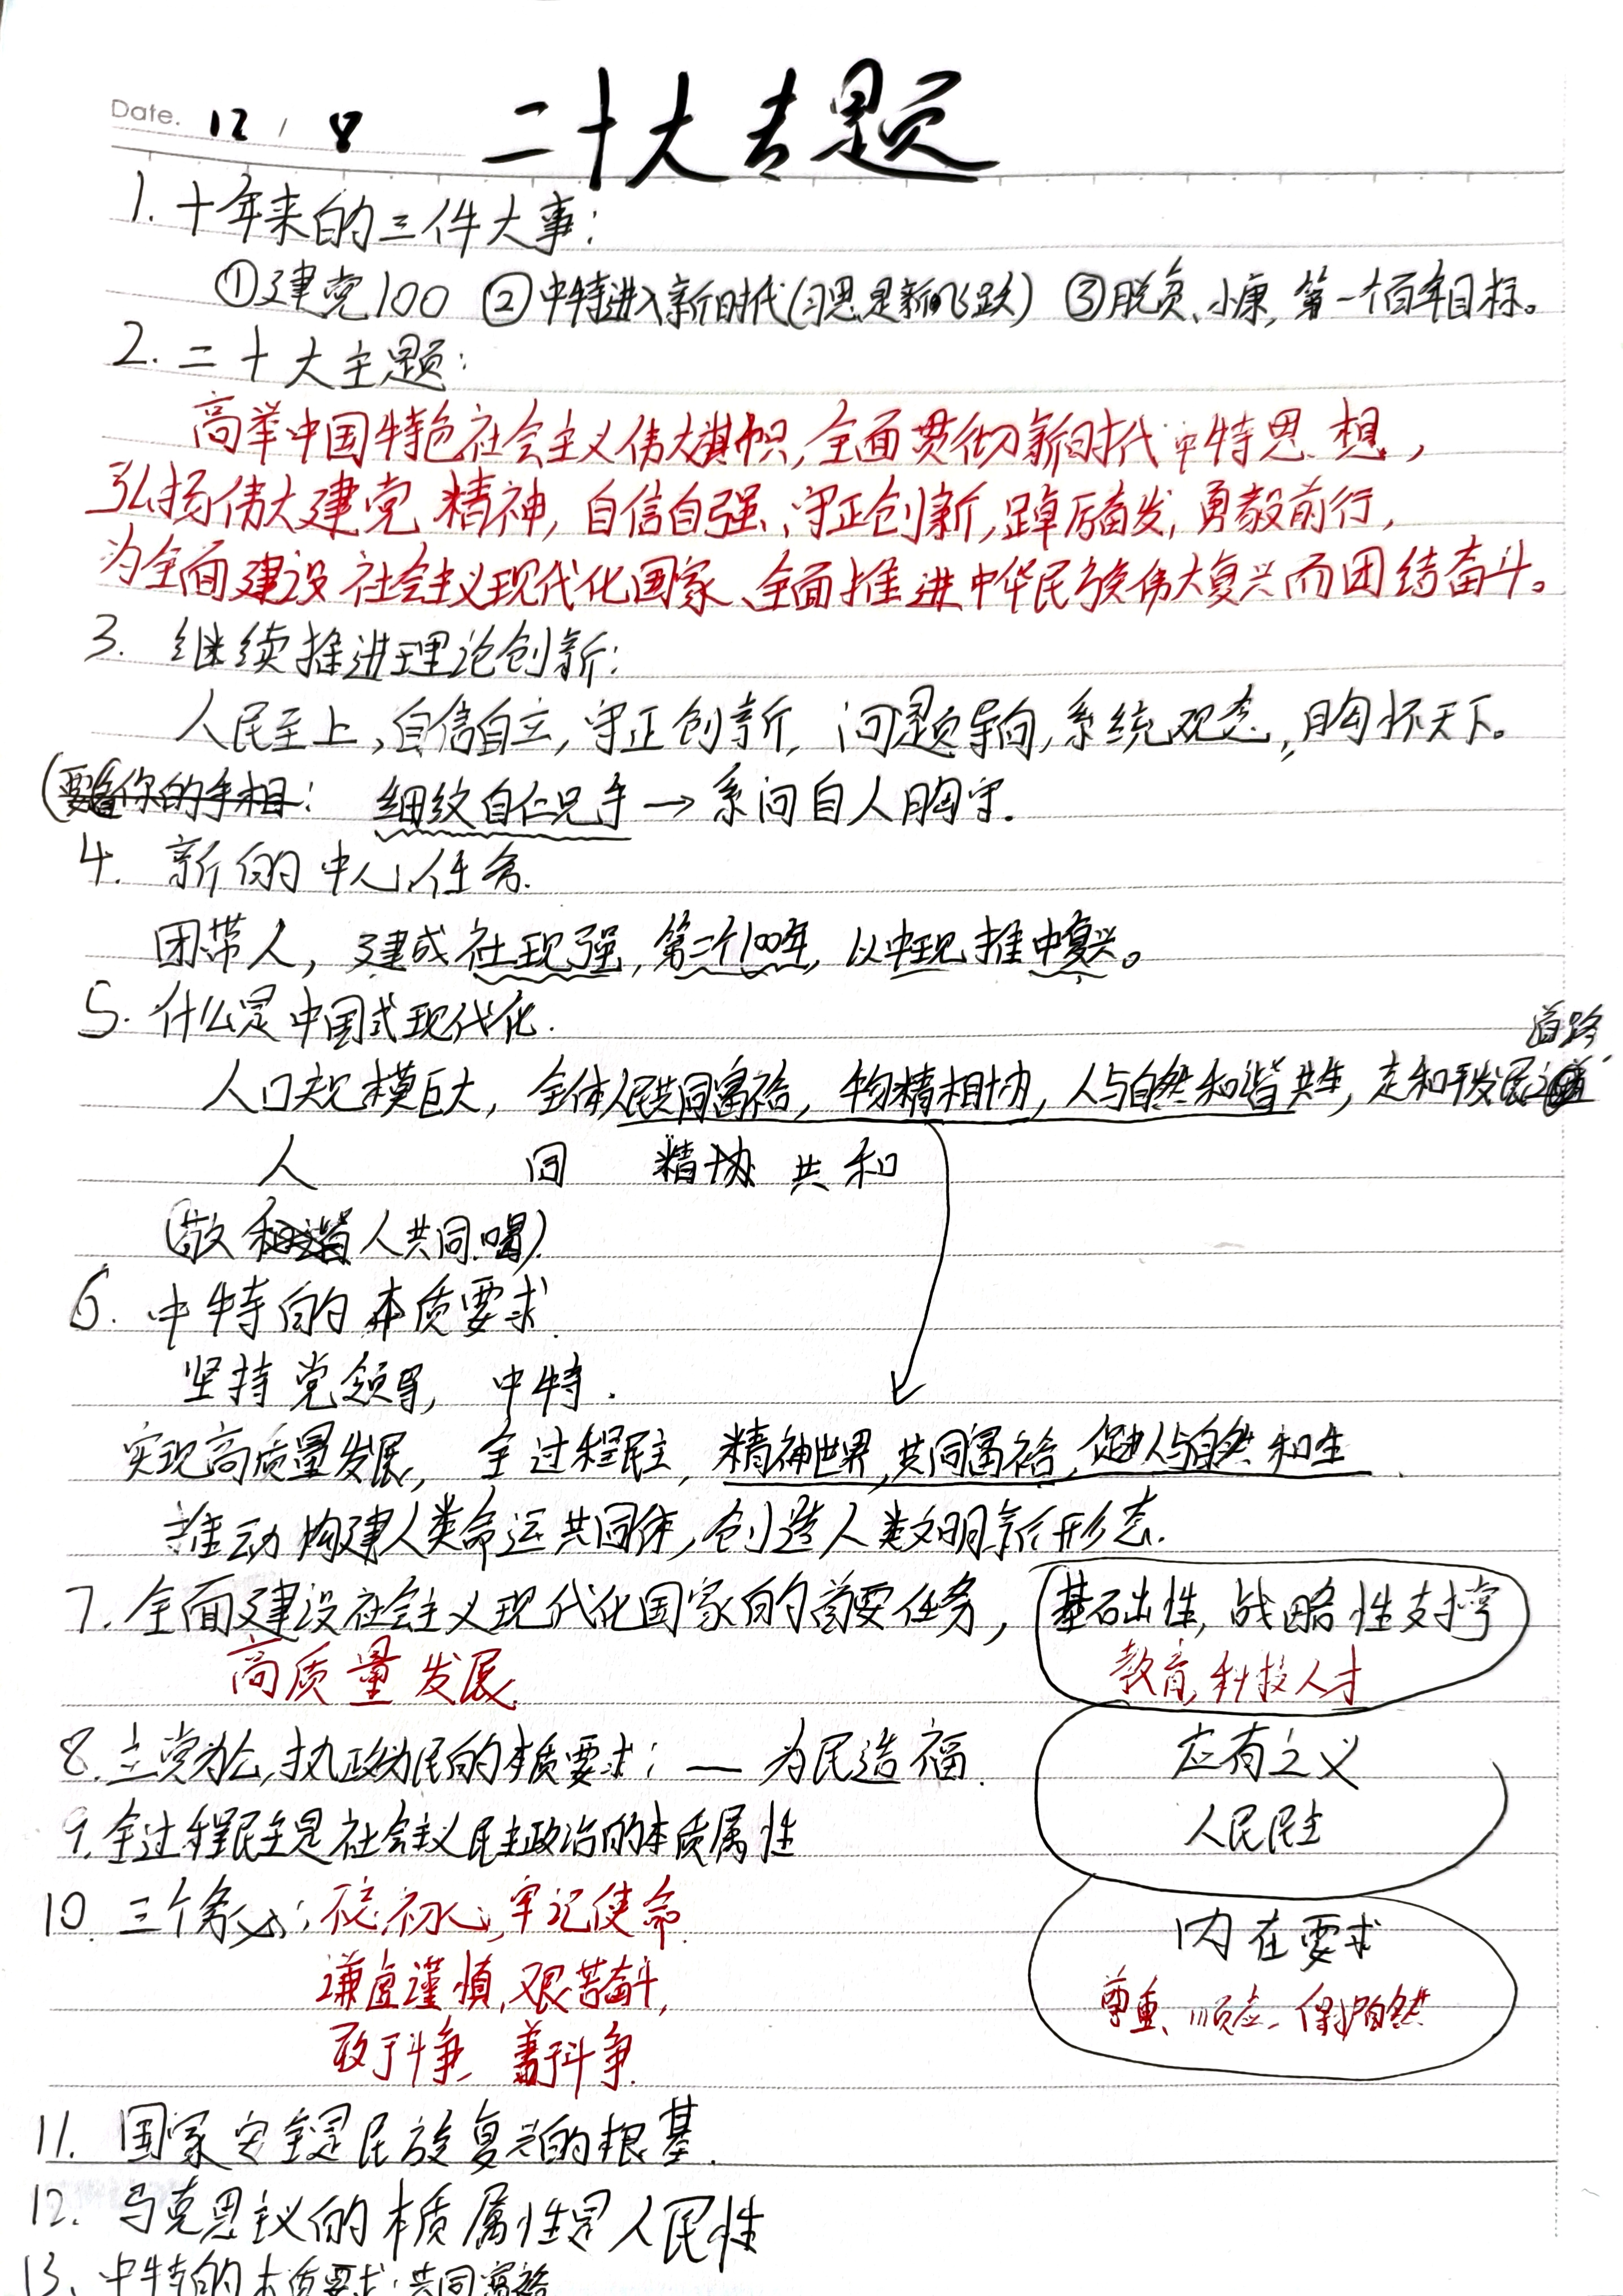 Date. 12 / 8
二十大专题
1. 十年来的三件大事:
①建党100 ②中特进入新时代(习思是新飞跃) ③脱贫、小康, 第一个百年目标。
2. 二十大主题:
高举中国特色社会主义伟大旗帜,全面贯彻新时代中特思想,
弘扬伟大建党精神,自信自强、守正创新,踔厉奋发,勇毅前行,
为全面建设社会主义现代化国家、全面推进中华民族伟大复兴而团结奋斗。
3. 继续推进理论创新:
人民至上,自信自立,守正创新,问题导向,系统观念,胸怀天下。
(要看你的手相: 细纹自仁兄手→系问自人胸守.
4. 新的中心任务.
团带人,建成社现强,第二个100年,以中现推中复兴。
5. 什么是中国式现代化.
道路
人口规模巨大,全体人民共同富裕,物精相协,人与自然和谐共生,走和平发展
人 同 精协 共和
(敬和谐人共同唱)
6. 中特的本质要求.
坚持党领导,中特.
实现高质量发展,全过程民主,精神世界,共同富裕,促人与自然和生
推动构建人类命运共同体,创造人类文明新形态.
7. 全面建设社会主义现代化国家的首要任务,
高质量发展.
基础性,战略性支撑
教育,科技人才
8. 立党为公,执政为民的本质要求: — 为民造福.
应有之义
人民民主
9. 全过程民主是社会主义民主政治的本质属性
10. 三个务必: 不忘初心,牢记使命
谦虚谨慎,艰苦奋斗,
敢于斗争、善于斗争.
内在要求
尊重、顺应、保护自然
11. 国家安全是民族复兴的根基.
12. 马克思主义的本质属性是人民性
13. 中特的本质要求:共同富裕